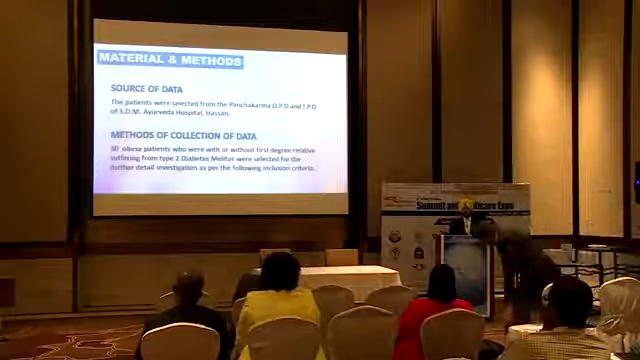 MATERIAL & METHODS
SOURCE OF DATA
The patients were selected from the Panchakarma O.P.D and I.P.D
of S.D.M. Ayurveda Hospital, Hassan.
METHODS OF COLLECTION OF DATA
30 obese patients who were with or without first degree relative
suffering from type 2 Diabetes Melitus were selected for the
further detail investigation as per the following inclusion criteria.
Summit and Medicare Expo